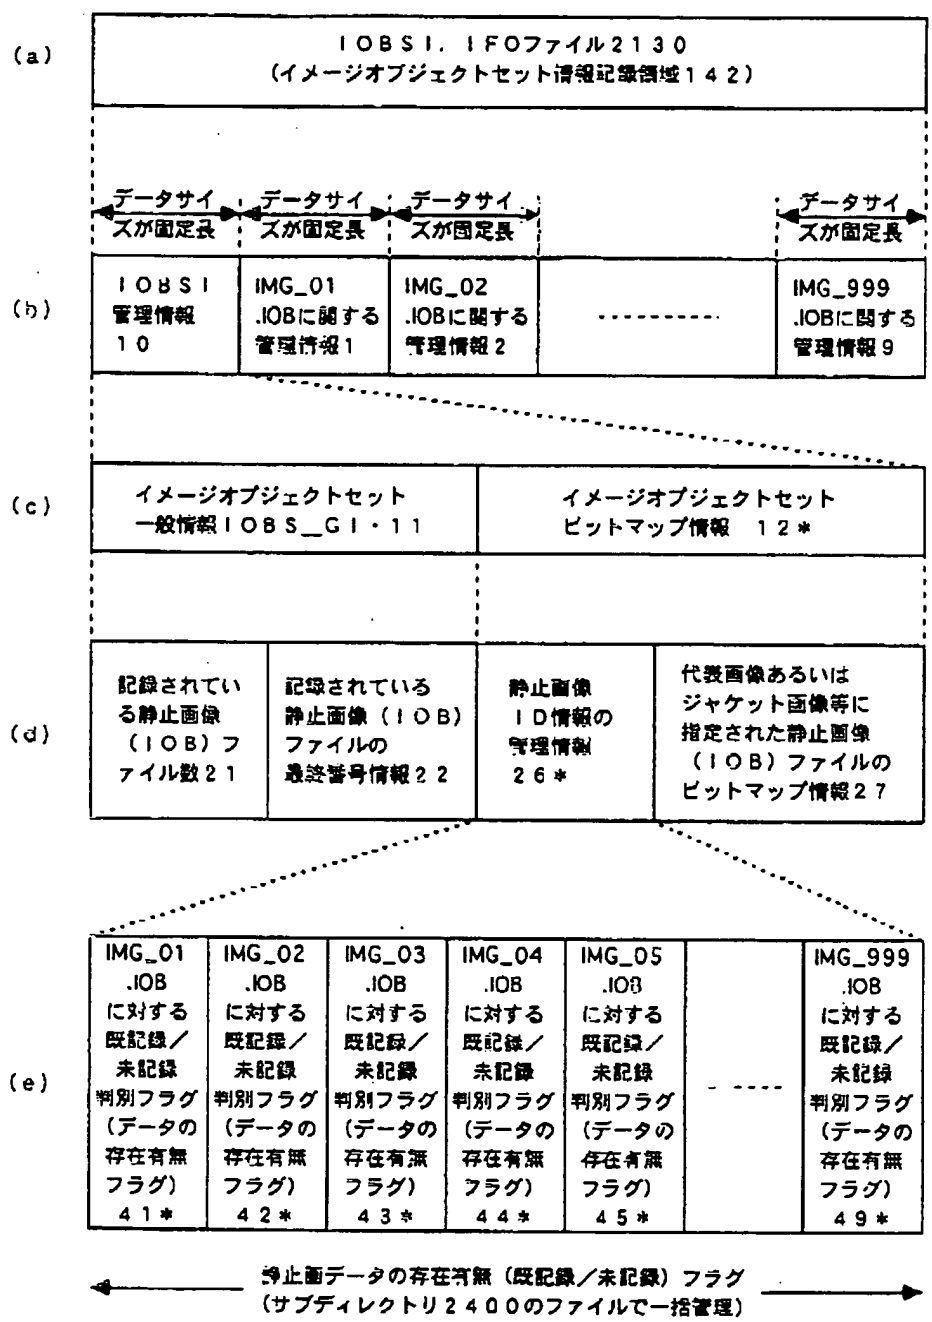 (a)
IOBSI. IFOファイル2130
(イメージオブジェクトセット情報記録領域142)
データサイ
ズが固定長
データサイ
ズが固定長
データサイ
ズが固定長
データサイ
ズが固定長
(b)
IOBSI
管理情報
10
IMG_01
.IOBに関する
管理情報1
IMG_02
.IOBに関する
管理情報2
IMG_999
.IOBに関する
管理情報9
(c)
イメージオブジェクトセット
一般情報IOBS_GI・11
イメージオブジェクトセット
ビットマップ情報 12*
(d)
記録されてい
る静止画像
(IOB)フ
ァイル数21
記録されている
静止画像(IOB)
ファイルの
最終番号情報22
静止画像
ID情報の
管理情報
26*
代表画像あるいは
ジャケット画像等に
指定された静止画像
(IOB)ファイルの
ビットマップ情報27
(e)
IMG_01
.IOB
に対する
既記録/
未記録
判別フラグ
(データの
存在有無
フラグ)
41*
IMG_02
.IOB
に対する
既記録/
未記録
判別フラグ
(データの
存在有無
フラグ)
42*
IMG_03
.IOB
に対する
既記録/
未記録
判別フラグ
(データの
存在有無
フラグ)
43*
IMG_04
.IOB
に対する
既記録/
未記録
判別フラグ
(データの
存在有無
フラグ)
44*
IMG_05
.IOB
に対する
既記録/
未記録
判別フラグ
(データの
存在有無
フラグ)
45*
IMG_999
.IOB
に対する
既記録/
未記録
判別フラグ
(データの
存在有無
フラグ)
49*
静止画データの存在有無(既記録/未記録)フラグ
(サブディレクトリ2400のファイルで一括管理)